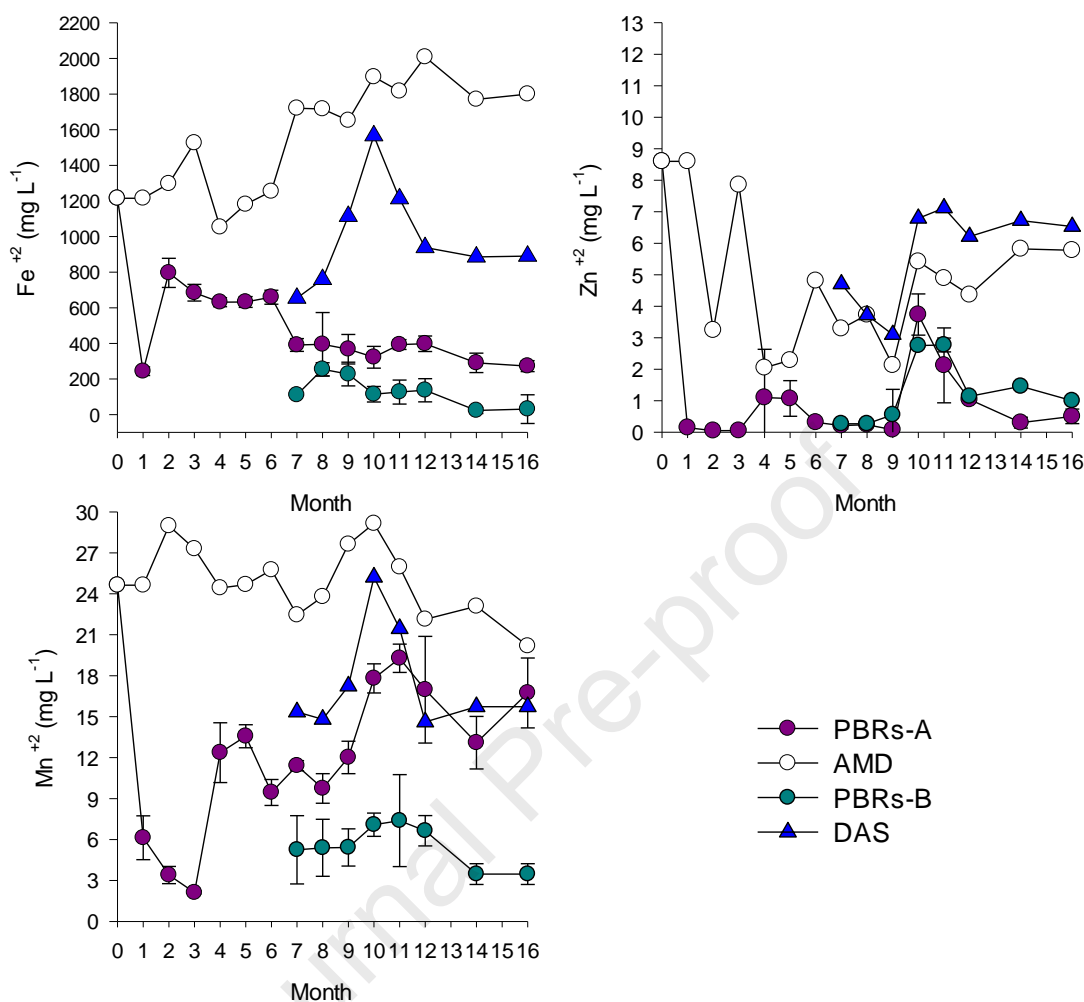 2200
2000
1800
1600
1400
1200
1000
800
600
400
200
0
Fe +2 (mg L-1)
0 1 2 3 4 5 6 7 8 9 10 11 12 13 14 15 16
Month
13
12
11
10
9
8
7
6
5
4
3
2
1
0
Zn +2 (mg L-1)
0 1 2 3 4 5 6 7 8 9 10 11 12 13 14 15 16
Month
30
27
24
21
18
15
12
9
6
3
0
Mn +2 (mg L-1)
0 1 2 3 4 5 6 7 8 9 10 11 12 13 14 15 16
Month
PBRs-A
AMD
PBRs-B
DAS
urnal Pre-proof